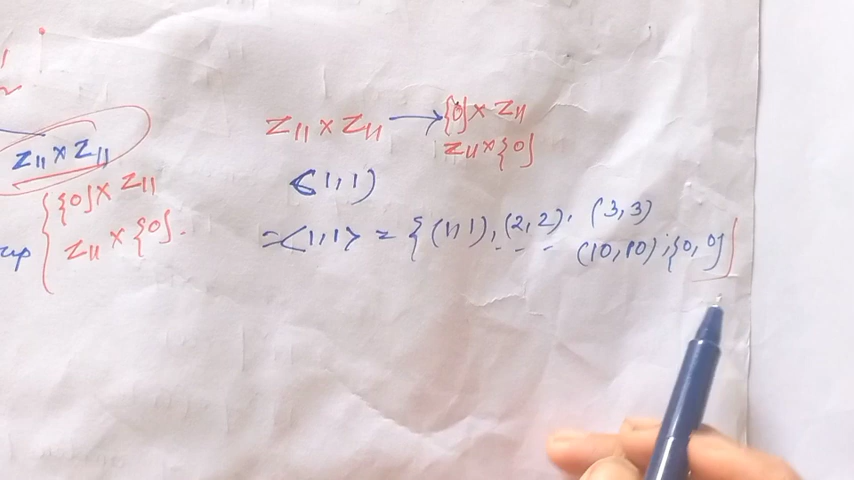 Z₁₁ × Z₁₁
{0} × Z₁₁
Z₁₁ × {0}.
up
Z₁₁ × Z₁₁ → {0} × Z₁₁
Z₁₁ × {0}
(1,1)
= <1,1> = {(1,1), (2,2), (3,3)
--- (10,10), {0,0}}